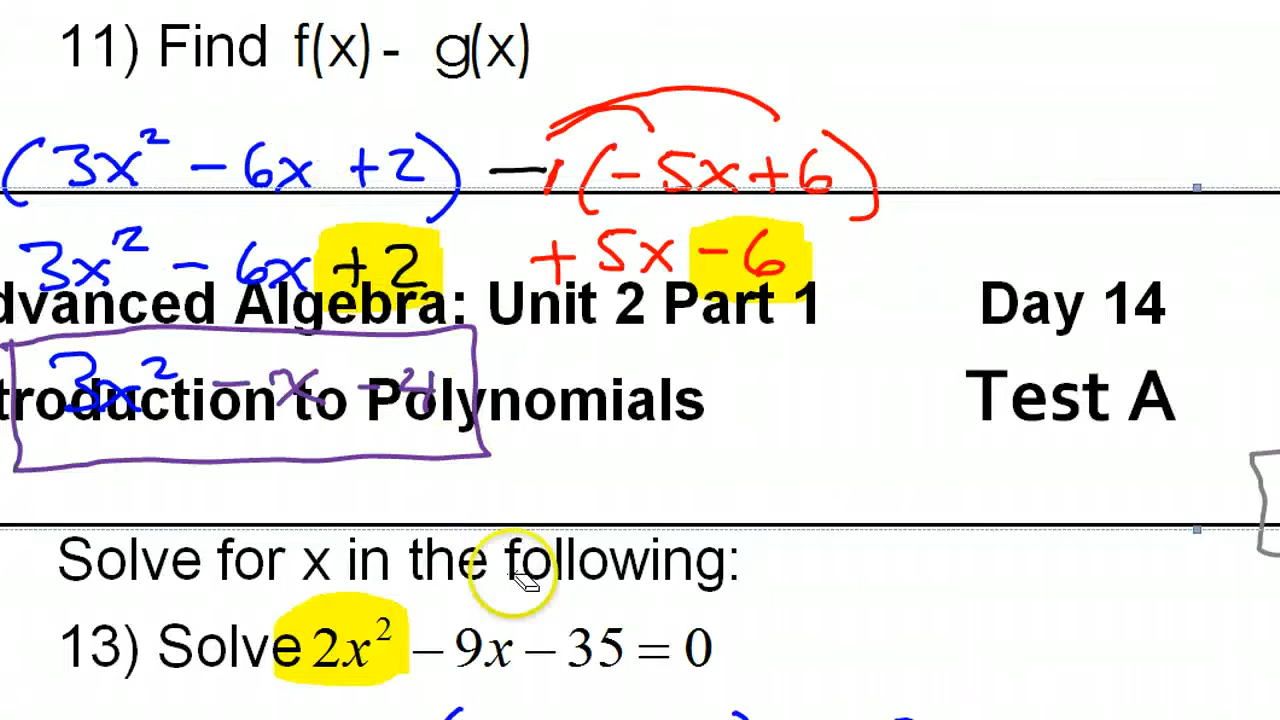 11) Find f(x) - g(x)
(3x² - 6x + 2) - 1(-5x + 6)
3x² - 6x + 2 + 5x - 6
dvanced Algebra: Unit 2 Part 1 Day 14
3x² - x - 4
troduction to Polynomials Test A
Solve for x in the following:
13) Solve 2x² - 9x - 35 = 0